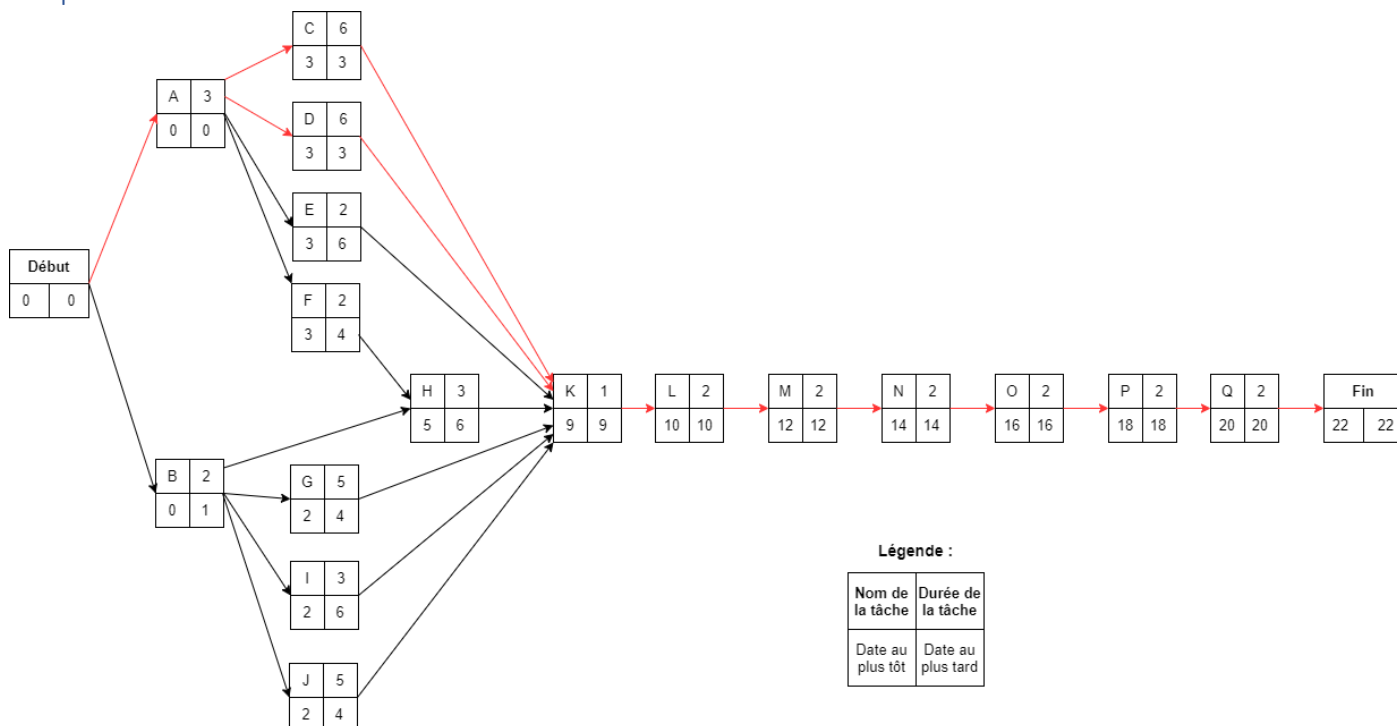 C 6
3 3
A 3
0 0
D 6
3 3
E 2
3 6
Début
0 0
F 2
3 4
H 3
5 6
K 1
9 9
L 2
10 10
M 2
12 12
N 2
14 14
O 2
16 16
P 2
18 18
Q 2
20 20
Fin
22 22
B 2
0 1
G 5
2 4
I 3
2 6
J 5
2 4
Légende :
Nom de
la tâche
Durée de
la tâche
Date au
plus tôt
Date au
plus tard